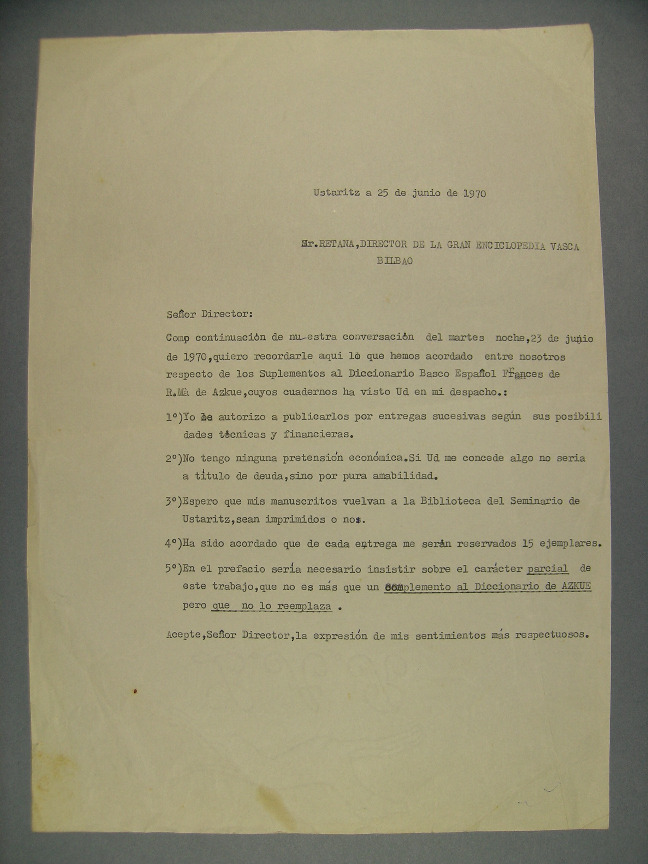 Ustaritz a 25 de junio de 1970
Mr.RETANA,DIRECTOR DE LA GRAN ENCICLOPEDIA VASCA
BILBAO
Señor Director:
Como continuación de nuestra conversación del martes noche,23 de junio
de 1970,quiero recordarle aqui lo que hemos acordado entre nosotros
respecto de los Suplementos al Diccionario Basco Español Frances de
R.Mä de Azkue,cuyos cuadernos ha visto Ud en mi despacho.:
1º)Yo le autorizo a publicarlos por entregas sucesivas según sus posibili
dades técnicas y financieras.
2º)No tengo ninguna pretensión económica.Si Ud me concede algo no seria
a título de deuda,sino por pura amabilidad.
3º)Espero que mis manuscritos vuelvan a la Biblioteca del Seminario de
Ustaritz,sean imprimidos o nos.
4º)Ha sido acordado que de cada entrega me serán reservados 15 ejemplares.
5º)En el prefacio sería necesario insistir sobre el carácter parcial de
este trabajo,que no es más que un complemento al Diccionario de AZKUE
pero que no lo reemplaza .
Acepte,Señor Director,la expresión de mis sentimientos más respectuosos.